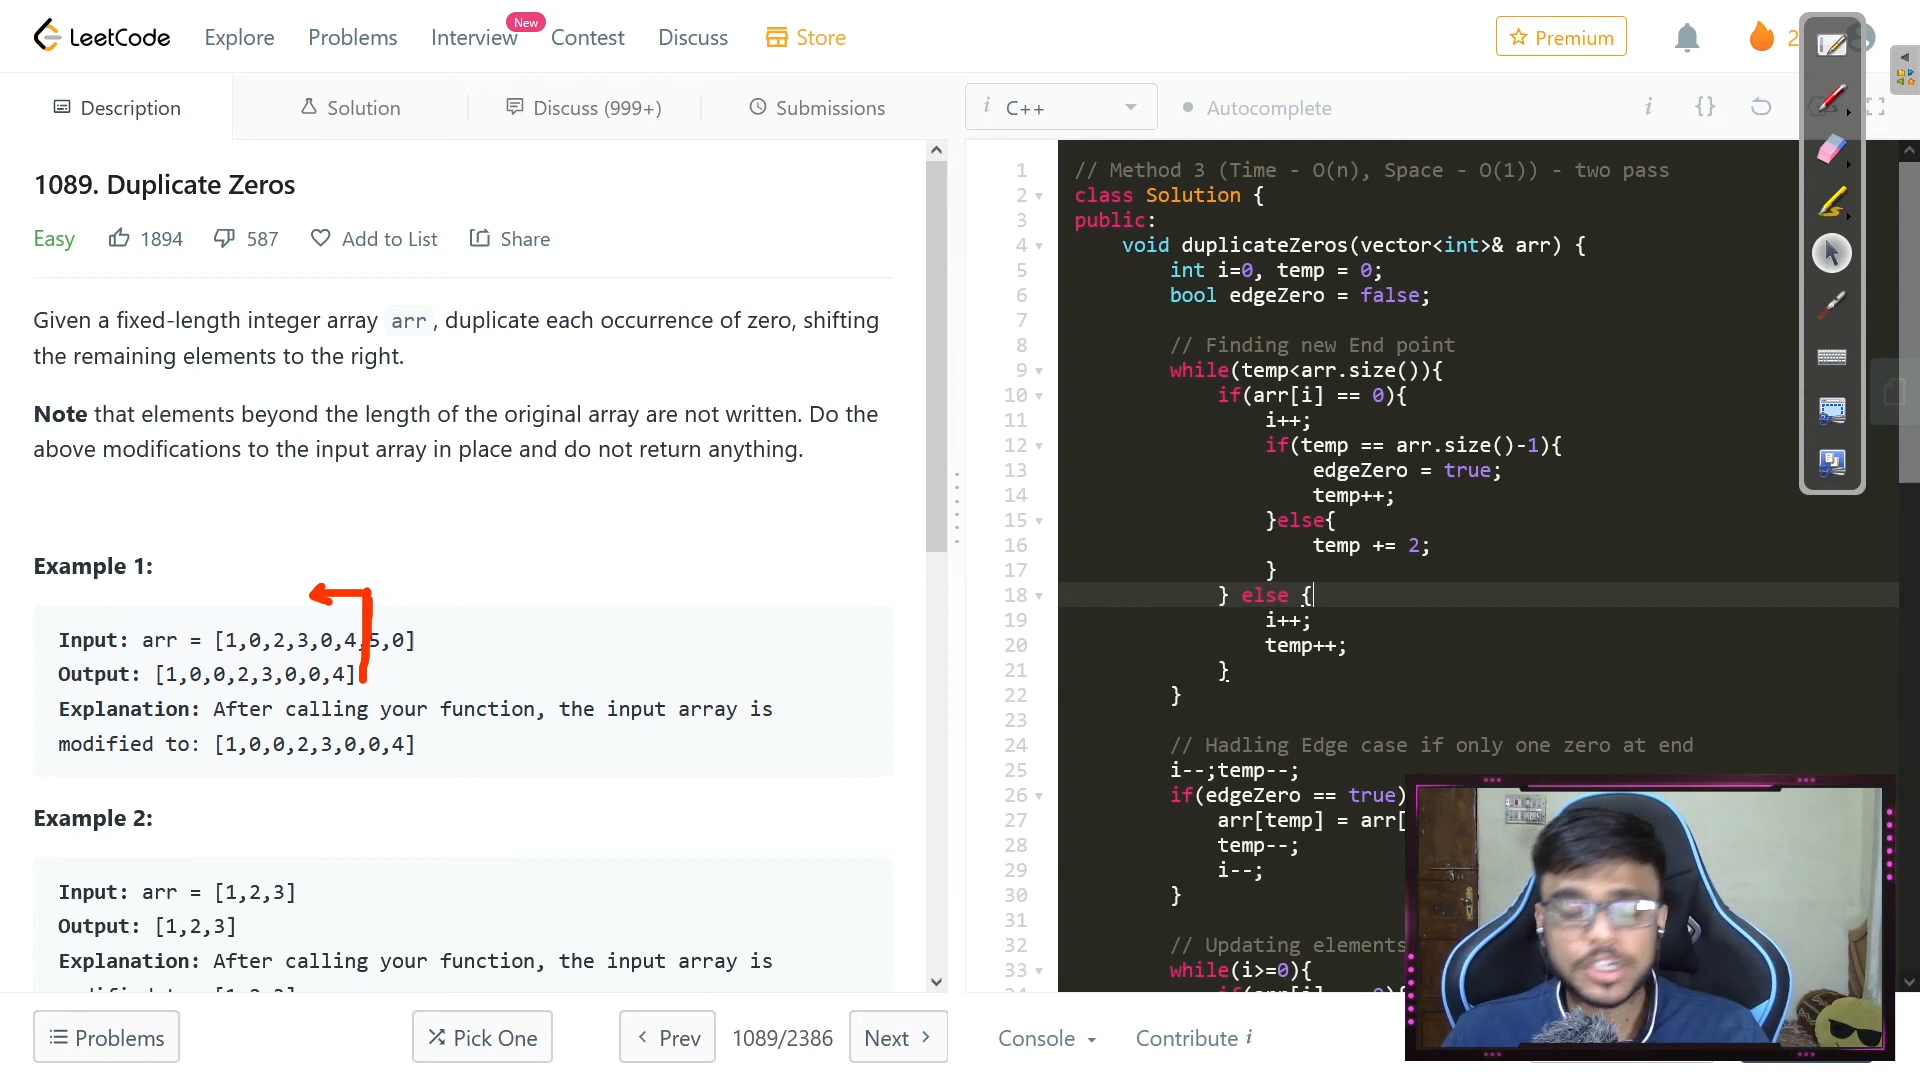 LeetCode
Explore
Problems
Interview
New
Contest
Discuss
Store
Premium
2
Description
Solution
Discuss (999+)
Submissions
1089. Duplicate Zeros
Easy
1894
587
Add to List
Share
Given a fixed-length integer array arr, duplicate each occurrence of zero, shifting
the remaining elements to the right.
Note that elements beyond the length of the original array are not written. Do the
above modifications to the input array in place and do not return anything.
Example 1:
Input: arr = [1,0,2,3,0,4,5,0]
Output: [1,0,0,2,3,0,0,4]
Explanation: After calling your function, the input array is
modified to: [1,0,0,2,3,0,0,4]
Example 2:
Input: arr = [1,2,3]
Output: [1,2,3]
Explanation: After calling your function, the input array is
Problems
Pick One
Prev
1089/2386
Next
i C++
Autocomplete
i {}
1 // Method 3 (Time - O(n), Space - O(1)) - two pass
2 class Solution {
3 public:
4 void duplicateZeros(vector<int>& arr) {
5 int i=0, temp = 0;
6 bool edgeZero = false;
7
8 // Finding new End point
9 while(temp<arr.size()){
10 if(arr[i] == 0){
11 i++;
12 if(temp == arr.size()-1){
13 edgeZero = true;
14 temp++;
15 }else{
16 temp += 2;
17 }
18 } else {
19 i++;
20 temp++;
21 }
22 }
23
24 // Hadling Edge case if only one zero at end
25 i--;temp--;
26 if(edgeZero == true)
27 arr[temp] = arr[
28 temp--;
29 i--;
30 }
31
32 // Updating elements
33 while(i>=0){
Console
Contribute i